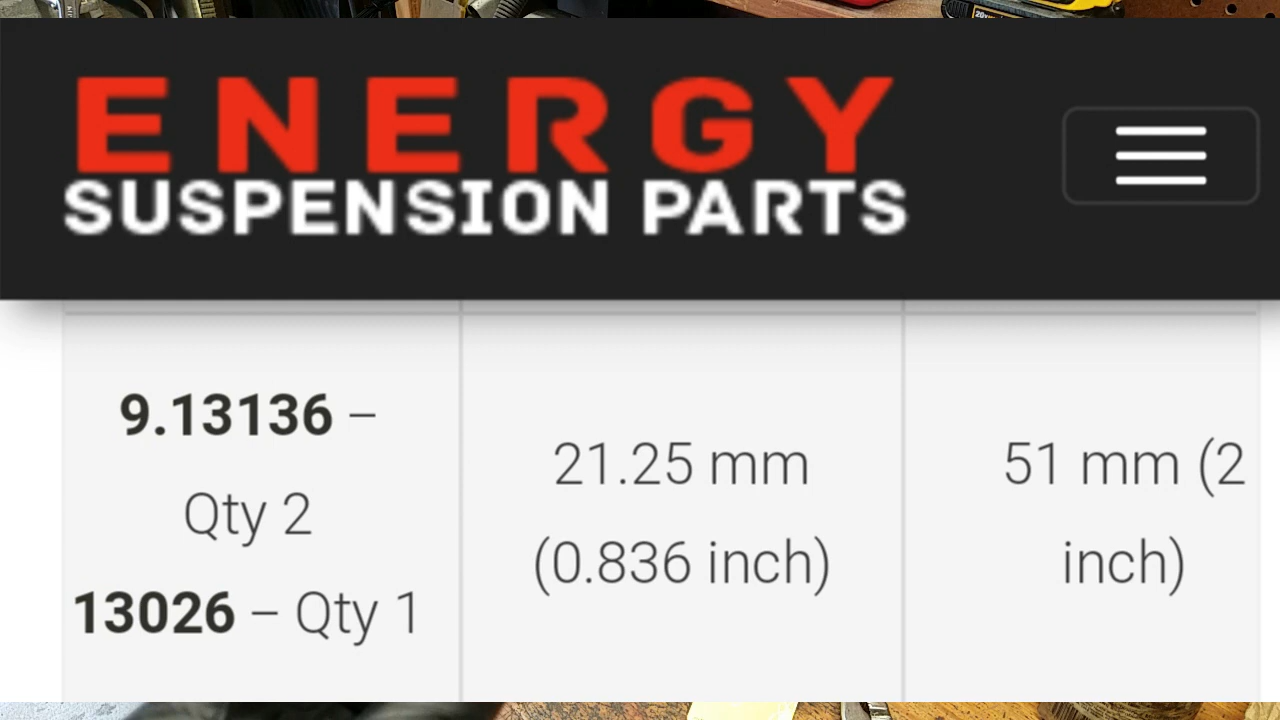 ENERGY
SUSPENSION PARTS
9.13136 –
Qty 2
13026 – Qty 1
21.25 mm
(0.836 inch)
51 mm (2
inch)